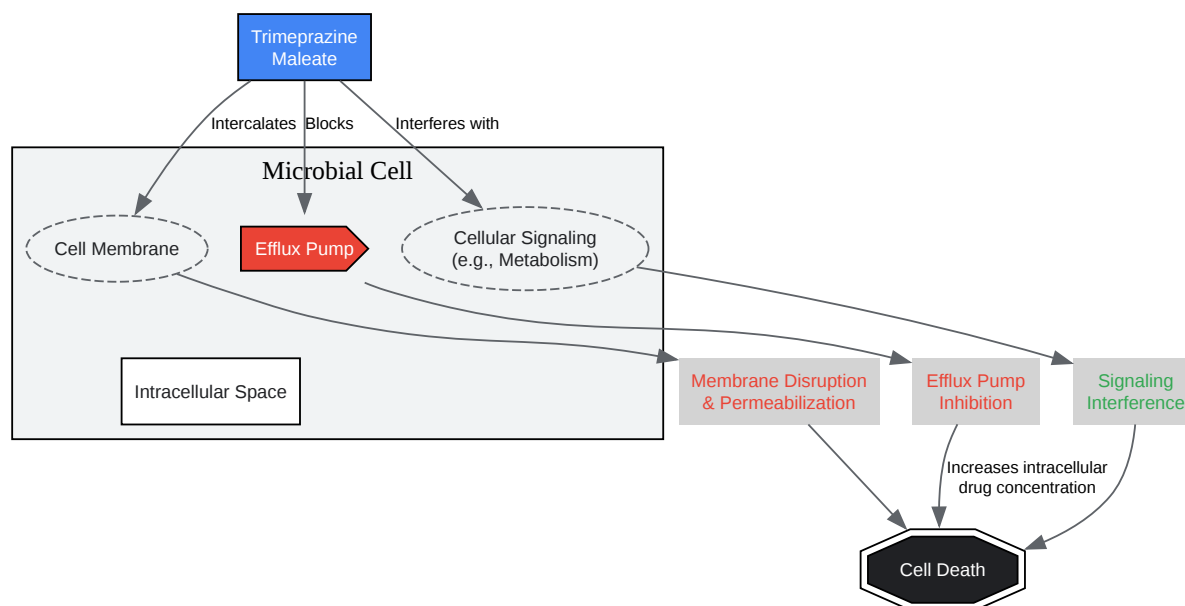 Trimeprazine
Maleate
Intercalates
Blocks
Interferes with
Microbial Cell
Cell Membrane
Efflux Pump
Cellular Signaling
(e.g., Metabolism)
Intracellular Space
Membrane Disruption
& Permeabilization
Efflux Pump
Inhibition
Signaling
Interference
Increases intracellular
drug concentration
Cell Death